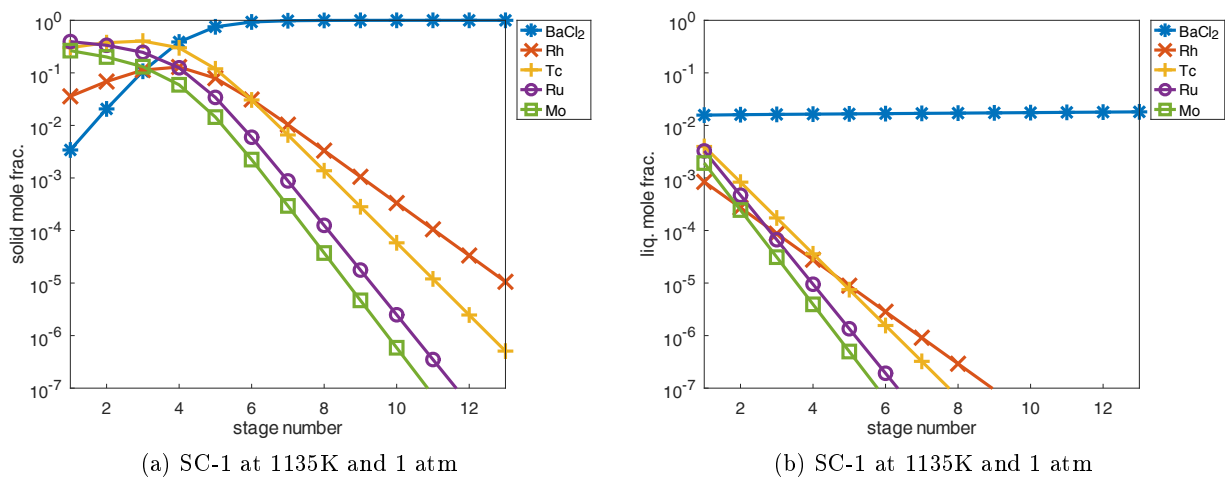 10^0
10^-1
10^-2
10^-3
10^-4
10^-5
10^-6
10^-7
solid mole frac.
2 4 6 8 10 12
stage number
BaCl₂
Rh
Tc
Ru
Mo
(a) SC-1 at 1135K and 1 atm
10^0
10^-1
10^-2
10^-3
10^-4
10^-5
10^-6
10^-7
liq. mole frac.
2 4 6 8 10 12
stage number
BaCl₂
Rh
Tc
Ru
Mo
(b) SC-1 at 1135K and 1 atm